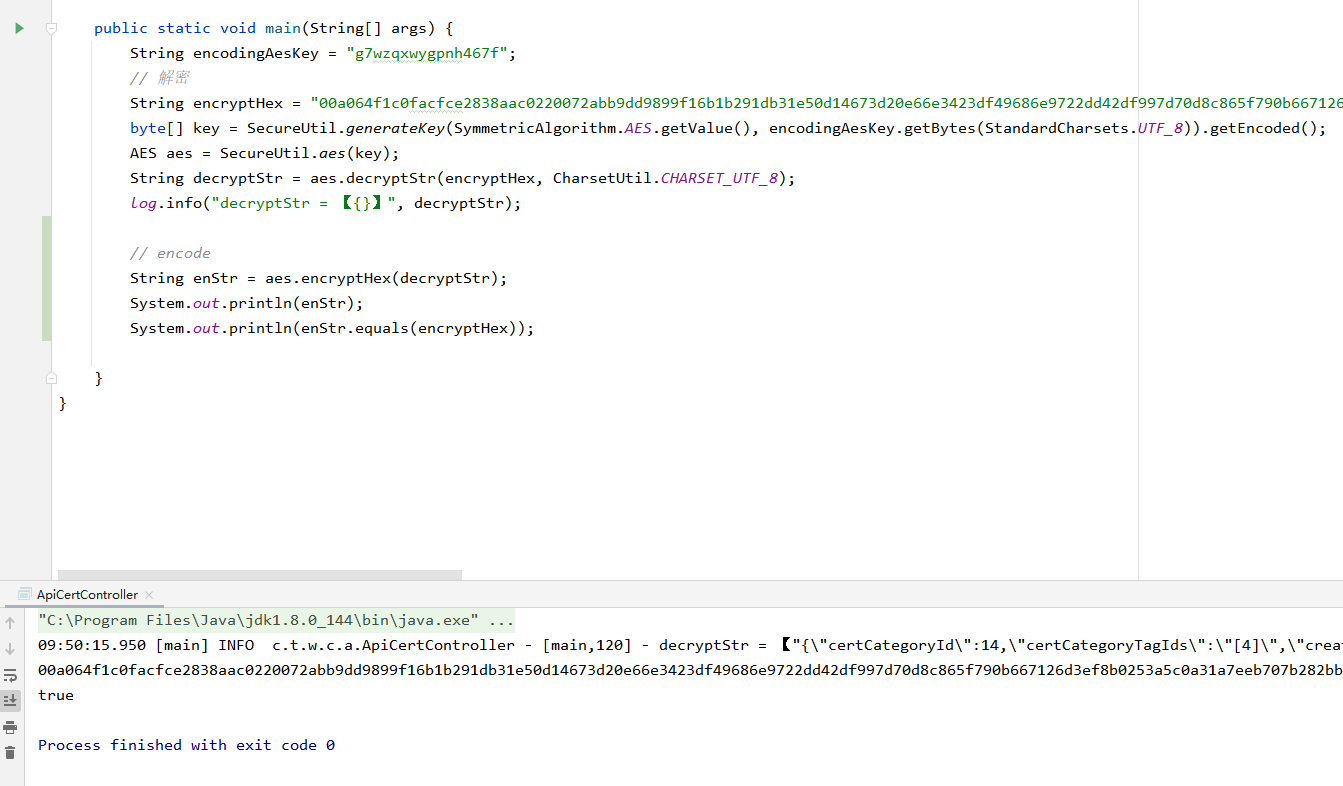 public static void main(String[] args) {
String encodingAesKey = "g7wzqxwygpnh467f";
// 解密
String encryptHex = "00a064f1c0facfce2838aac0220072abb9dd9899f16b1b291db31e50d14673d20e66e3423df49686e9722dd42df997d70d8c865f790b667126
byte[] key = SecureUtil.generateKey(SymmetricAlgorithm.AES.getValue(), encodingAesKey.getBytes(StandardCharsets.UTF_8)).getEncoded();
AES aes = SecureUtil.aes(key);
String decryptStr = aes.decryptStr(encryptHex, CharsetUtil.CHARSET_UTF_8);
log.info("decryptStr = 【{}】", decryptStr);
// encode
String enStr = aes.encryptHex(decryptStr);
System.out.println(enStr);
System.out.println(enStr.equals(encryptHex));
}
}
ApiCertController
"C:\Program Files\Java\jdk1.8.0_144\bin\java.exe" ...
09:50:15.950 [main] INFO  c.t.w.c.a.ApiCertController - [main,120] - decryptStr = 【"{\"certCategoryId\":14,\"certCategoryTagIds\":\"[4]\",\"crea
00a064f1c0facfce2838aac0220072abb9dd9899f16b1b291db31e50d14673d20e66e3423df49686e9722dd42df997d70d8c865f790b667126d3ef8b0253a5c0a31a7eeb707b282bb
true
Process finished with exit code 0